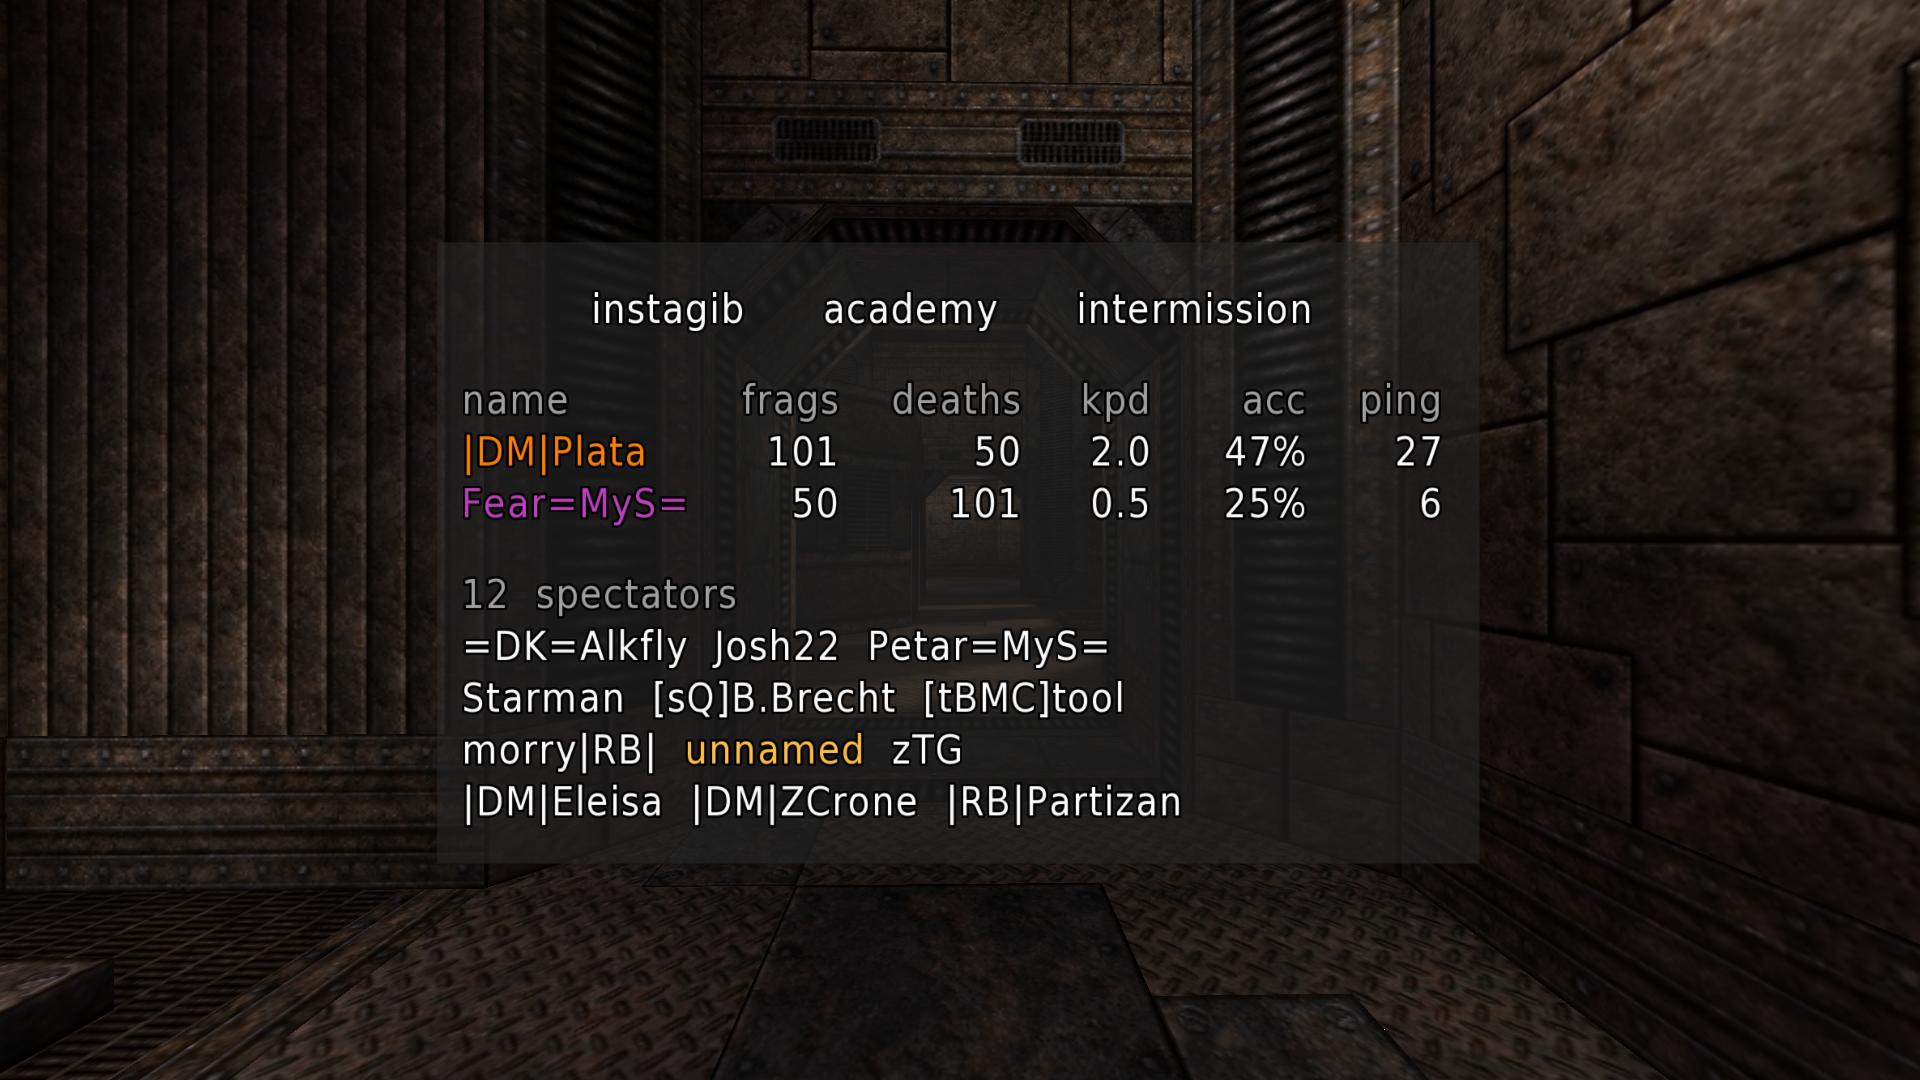 instagib academy intermission
name frags deaths kpd acc ping
|DM|Plata 101 50 2.0 47% 27
Fear=MyS= 50 101 0.5 25% 6
12 spectators
=DK=Alkfly Josh22 Petar=MyS=
Starman [sQ]B.Brecht [tBMC]tool
morry|RB| unnamed zTG
|DM|Eleisa |DM|ZCrone |RB|Partizan